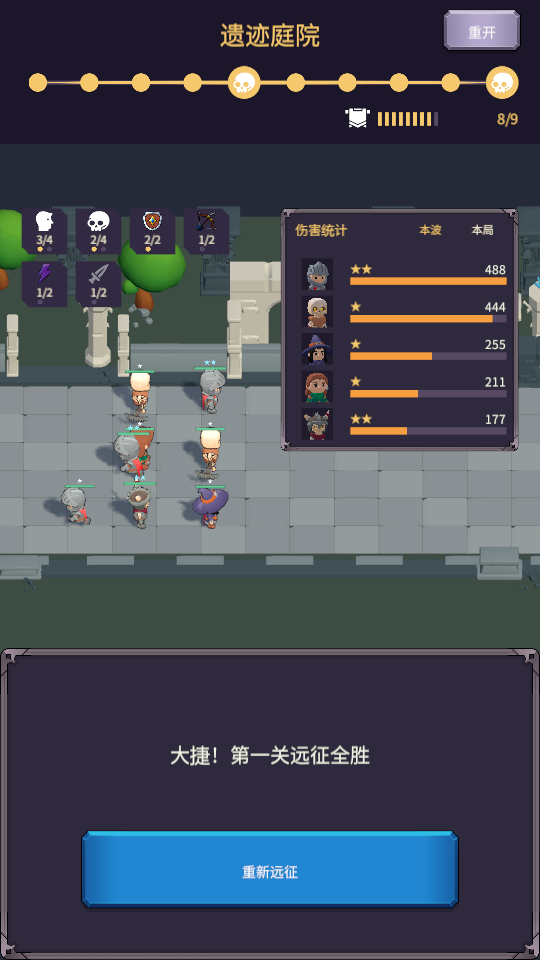 遗迹庭院
重开
8/9
3/4
2/4
2/2
1/2
1/2
1/2
伤害统计 本波 本局
488
444
255
211
177
大捷！第一关远征全胜
重新远征